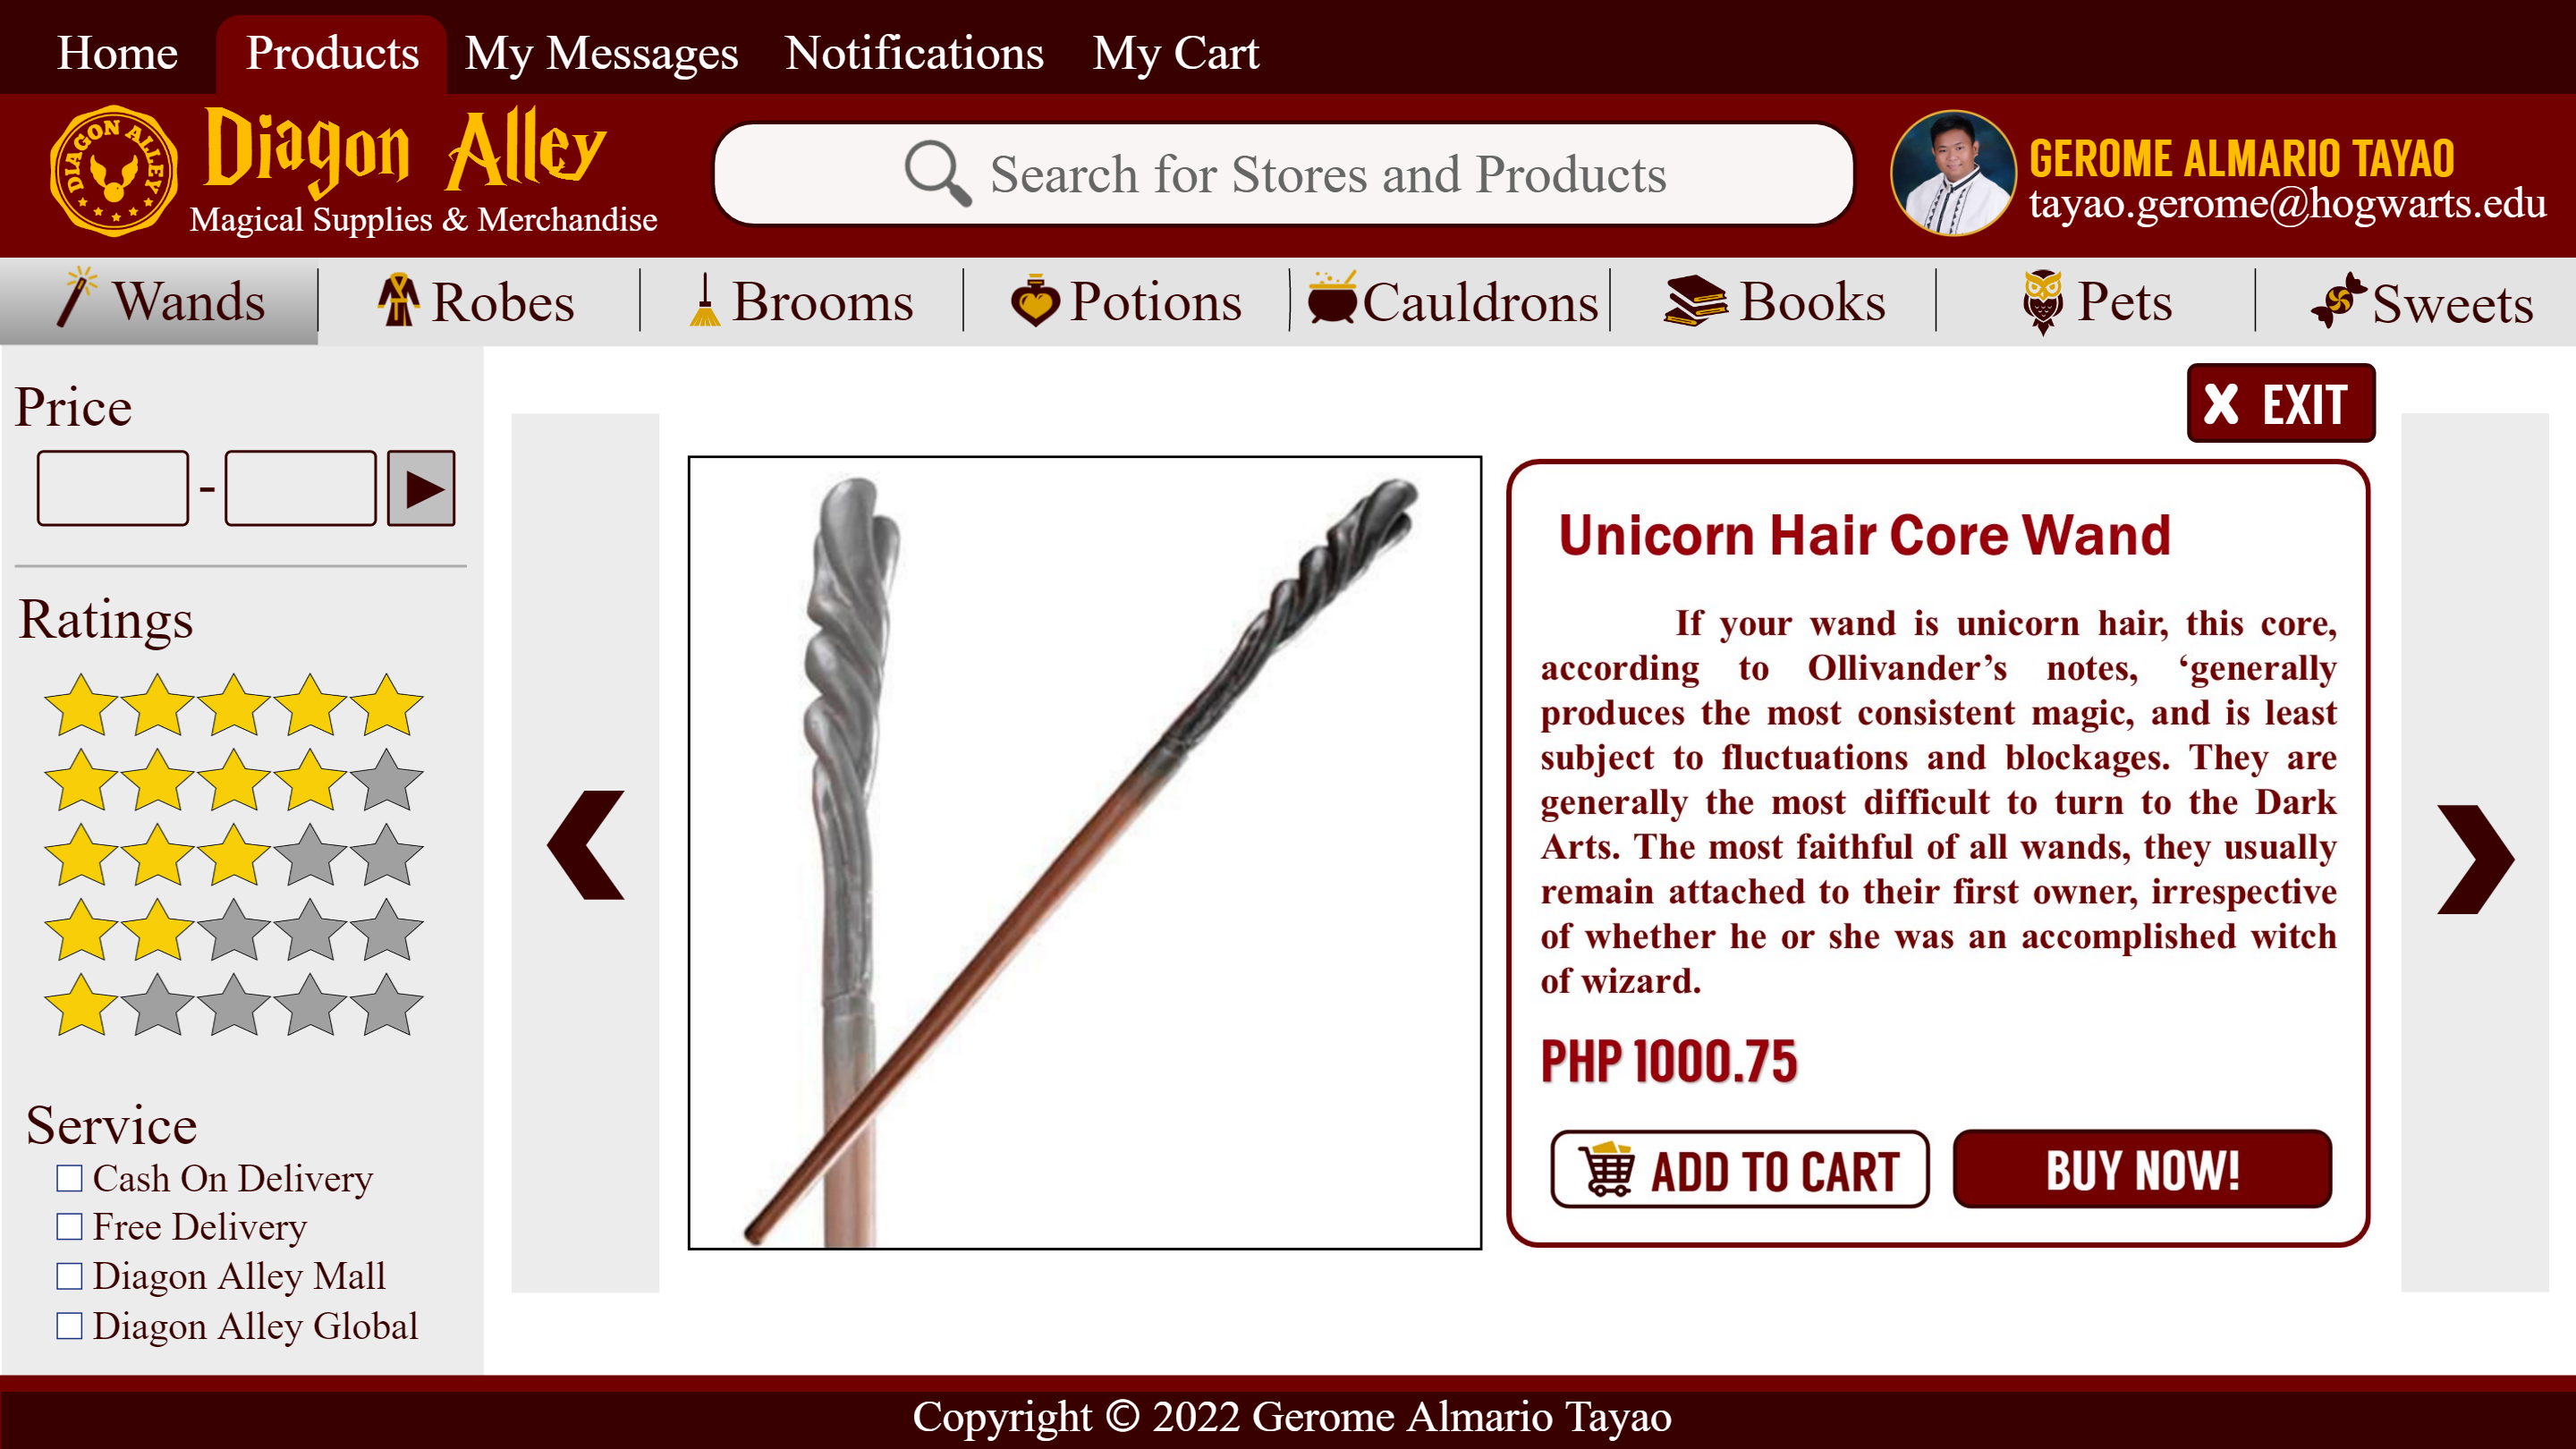 Home Products My Messages Notifications My Cart
DIAGON ALLEY
Diagon Alley
Magical Supplies & Merchandise
Search for Stores and Products
GEROME ALMARIO TAYAO
tayao.gerome@hogwarts.edu
Wands Robes Brooms Potions Cauldrons Books Pets Sweets
Price
-
Ratings
Service
Cash On Delivery
Free Delivery
Diagon Alley Mall
Diagon Alley Global
X EXIT
Unicorn Hair Core Wand
If your wand is unicorn hair, this core,
according to Ollivander’s notes, ‘generally
produces the most consistent magic, and is least
subject to fluctuations and blockages. They are
generally the most difficult to turn to the Dark
Arts. The most faithful of all wands, they usually
remain attached to their first owner, irrespective
of whether he or she was an accomplished witch
of wizard.
PHP 1000.75
ADD TO CART
BUY NOW!
Copyright © 2022 Gerome Almario Tayao